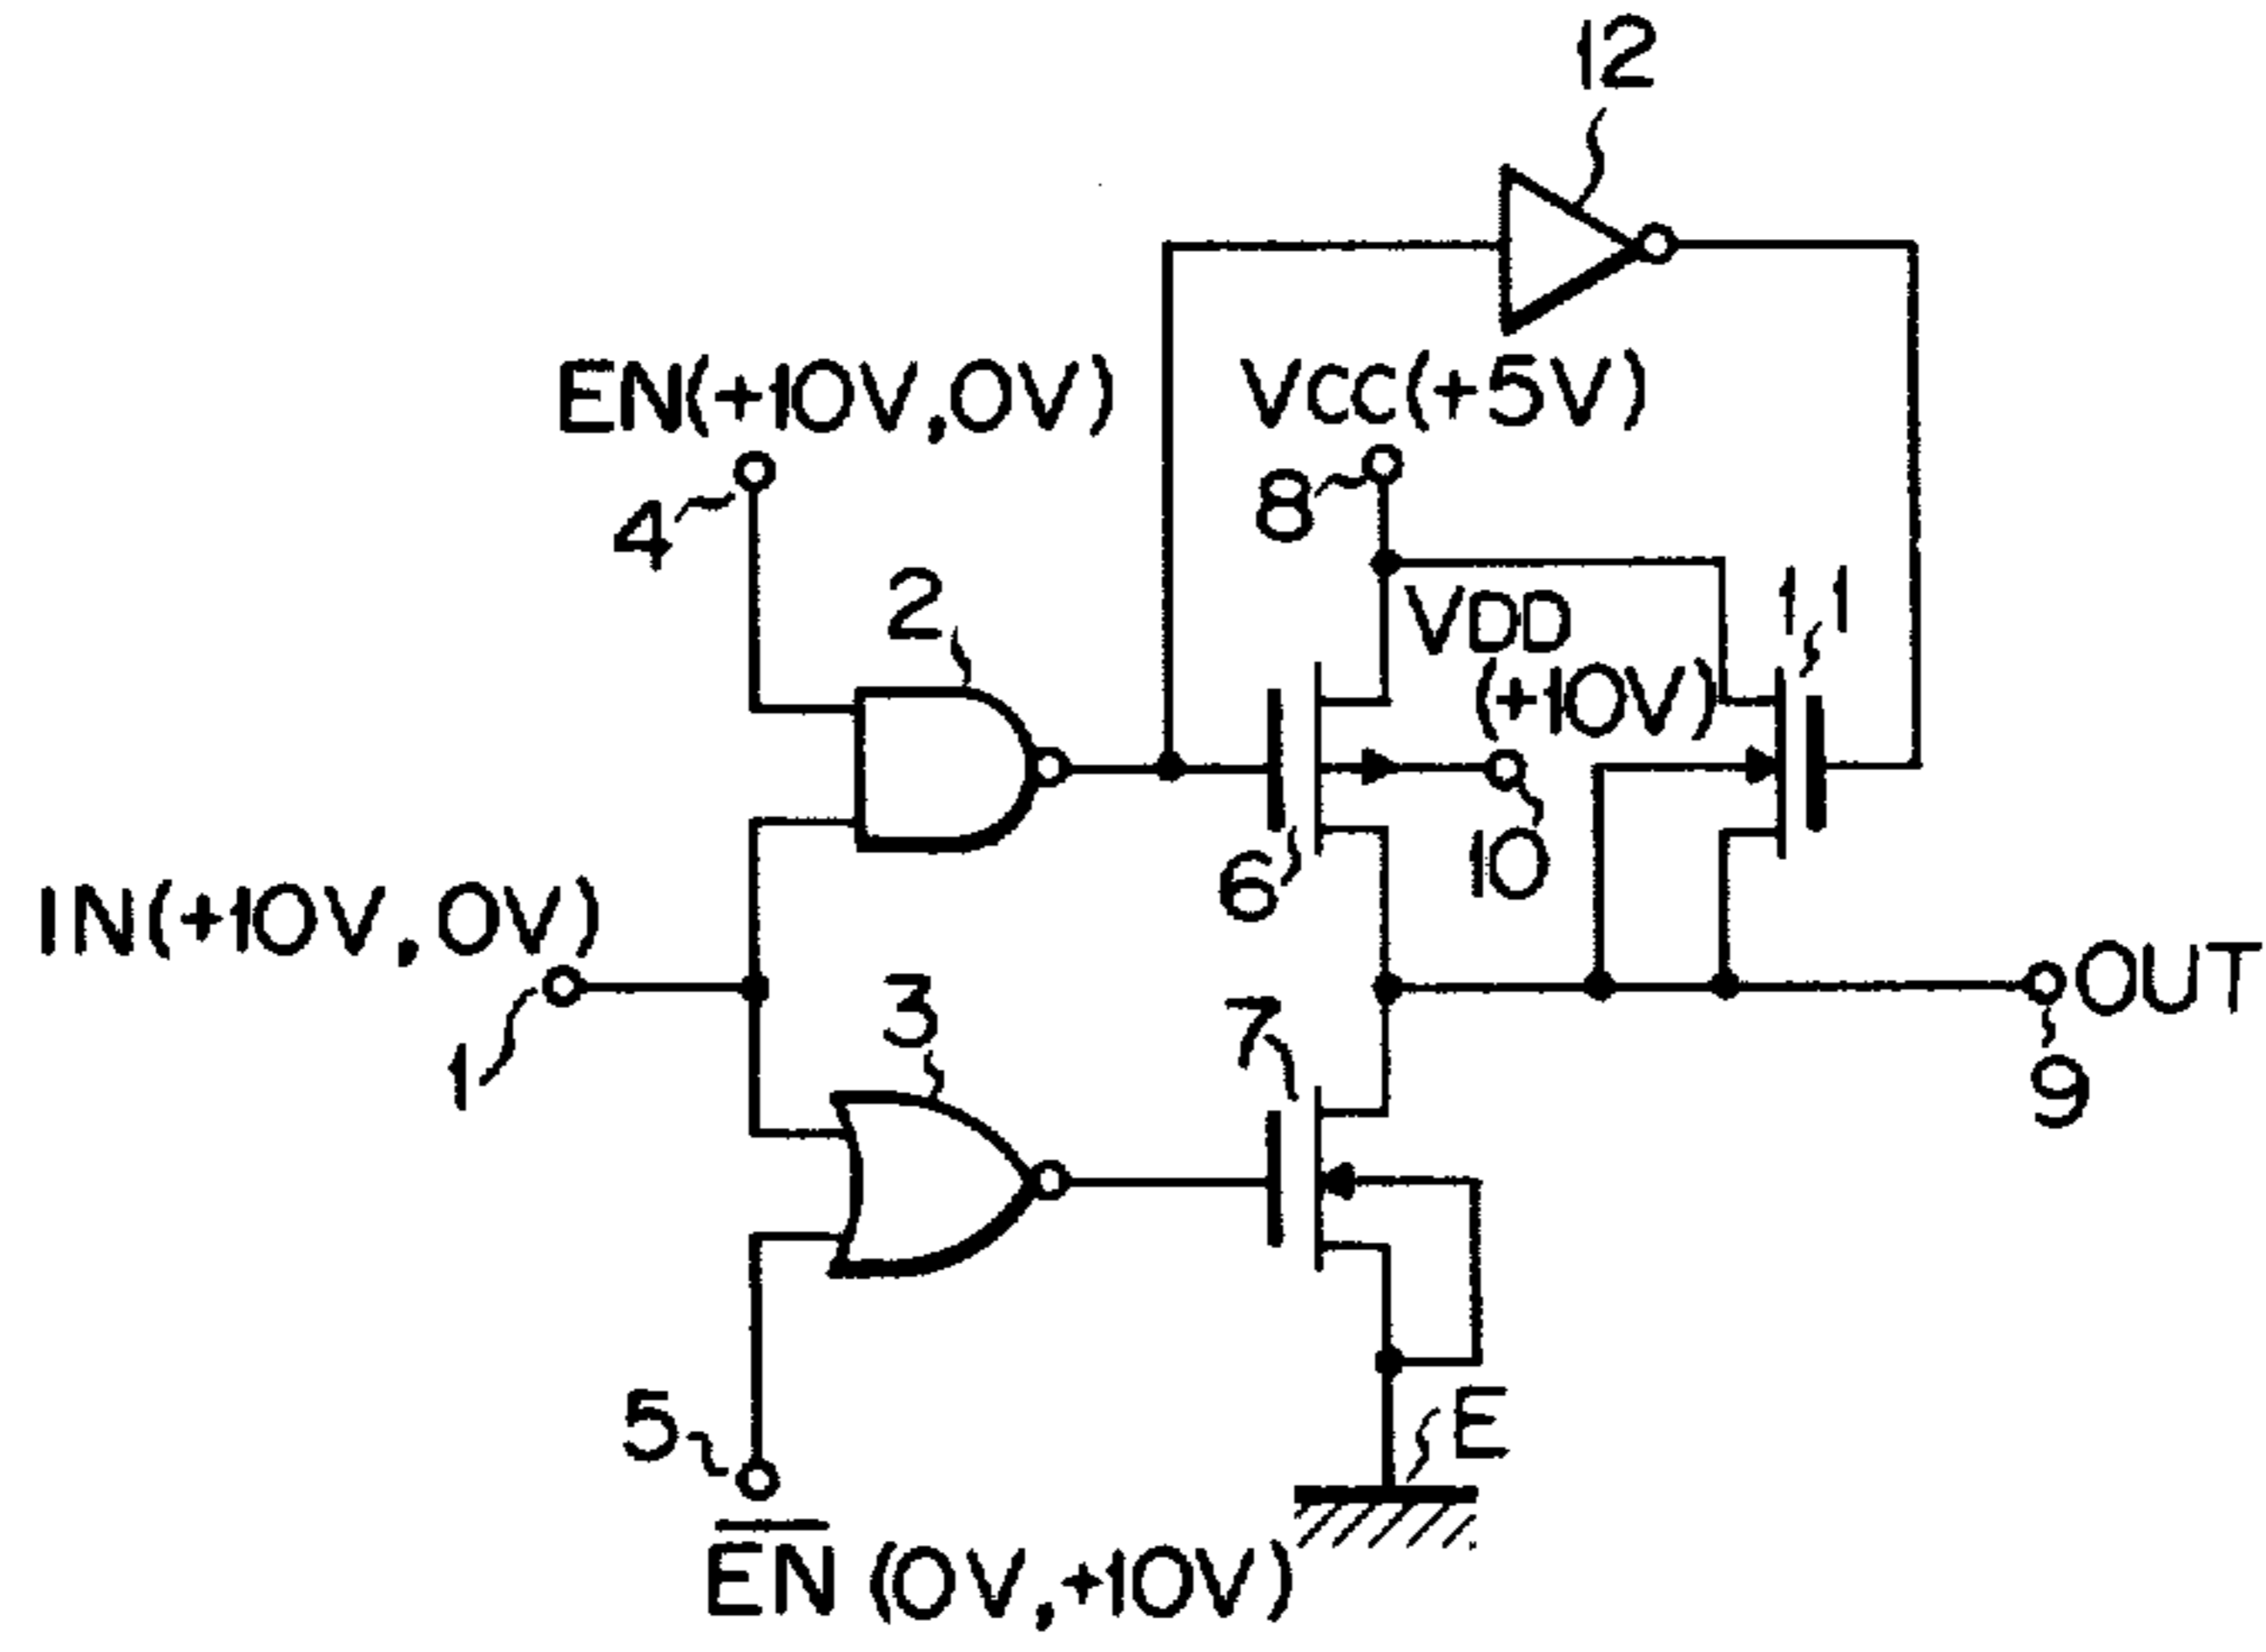 12
EN(+10V,0V)
VCC(+5V)
8
4
2
VDD
(+10V)
11
10
6
IN(+10V,0V)
OUT
3
7
1
9
5
E
E̅N̅ (0V,+10V)